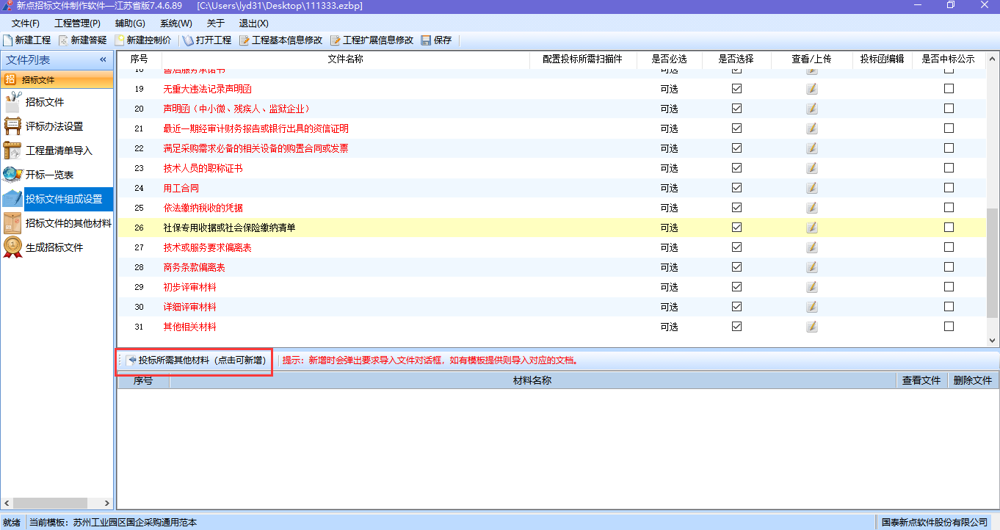 新点招标文件制作软件—江苏省版7.4.6.89 [C:\Users\lyd31\Desktop\111333.ezbp]
文件(F) 工程管理(P) 辅助(G) 系统(W) 关于 退出(X)
新建工程 新建答疑 新建控制价 打开工程 工程基本信息修改 工程扩展信息修改 保存
文件列表 «
招 招标文件
招标文件
评标办法设置
工程量清单导入
开标一览表
投标文件组成设置
招标文件的其他材料
生成招标文件
序号 文件名称 配置投标所需扫描件 是否必选 是否选择 查看/上传 投标函编辑 是否中标公示
18 售后服务承诺书 可选
19 无重大违法记录声明函 可选
20 声明函（中小微、残疾人、监狱企业） 可选
21 最近一期经审计财务报告或银行出具的资信证明 可选
22 满足采购需求必备的相关设备的购置合同或发票 可选
23 技术人员的职称证书 可选
24 用工合同 可选
25 依法缴纳税收的凭据 可选
26 社保专用收据或社会保险缴纳清单 可选
27 技术或服务要求偏离表 可选
28 商务条款偏离表 可选
29 初步评审材料 可选
30 详细评审材料 可选
31 其他相关材料 可选
投标所需其他材料（点击可新增） 提示：新增时会弹出要求导入文件对话框，如有模板提供则导入对应的文档。
序号 材料名称 查看文件 删除文件
就绪 当前模板：苏州工业园区国企采购通用范本 国泰新点软件股份有限公司